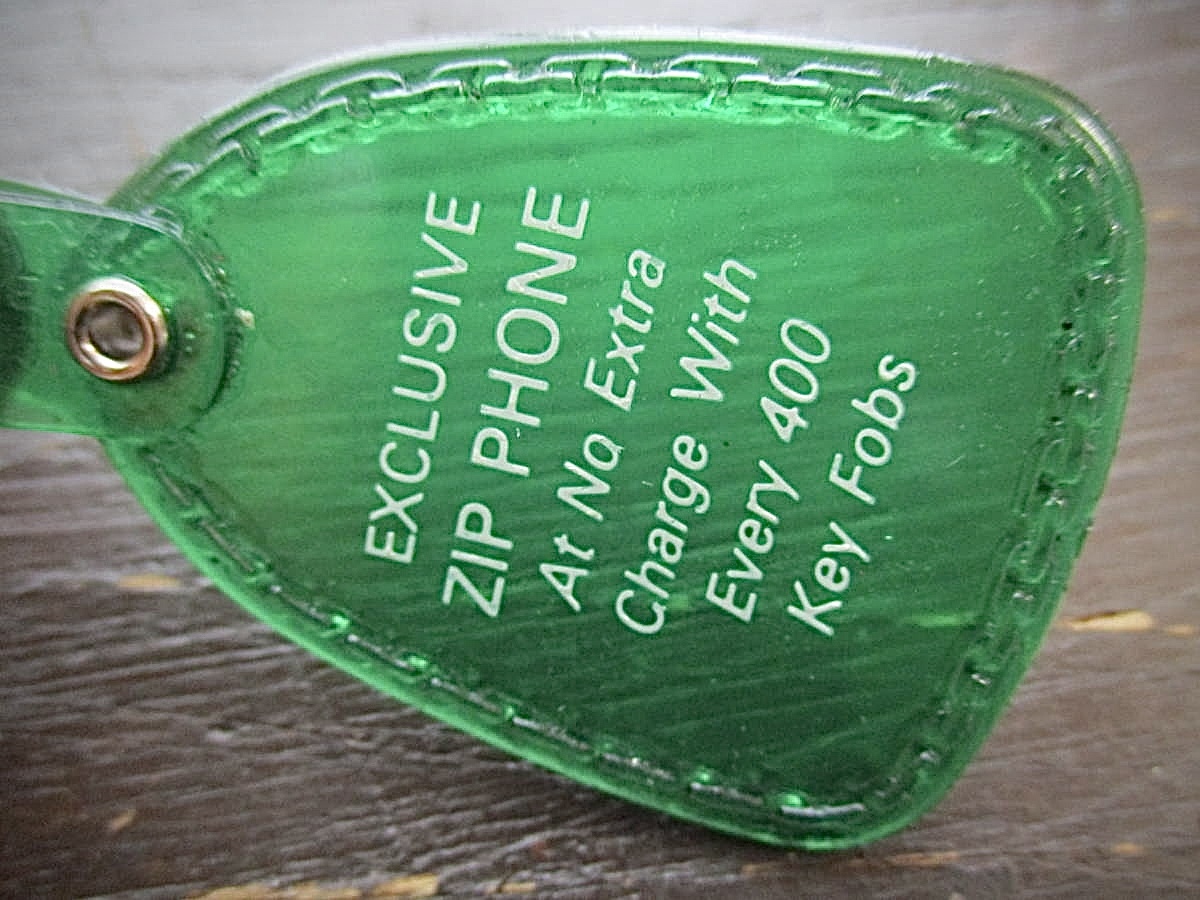 EXCLUSIVE
ZIP PHONE
At No Extra
Charge With
Every 400
Key Fobs